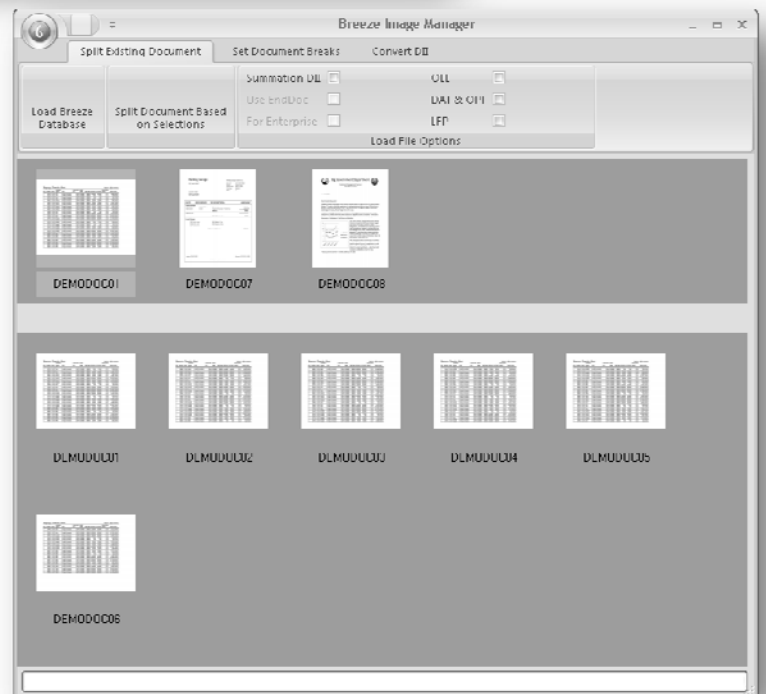 Breeze Image Manager
Split Existing Document Set Document Breaks Convert DII
Load Breeze
Database
Split Document Based
on Selections
Summation DII OLL
Use EndDoc DAT & OPT
For Enterprise LFP
Load File Options
DEMODOC01 DEMODOC07 DEMODOC08
DEMODOC01 DEMODOC02 DEMODOC03 DEMODOC04 DEMODOC05
DEMODOC06